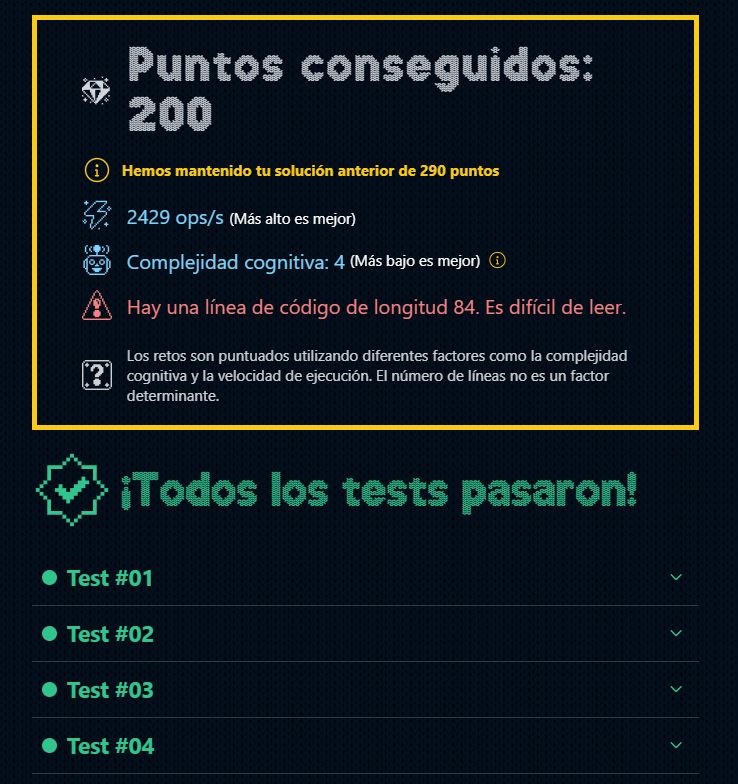 Puntos conseguidos:
200
Hemos mantenido tu solución anterior de 290 puntos
2429 ops/s (Más alto es mejor)
Complejidad cognitiva: 4 (Más bajo es mejor)
Hay una línea de código de longitud 84. Es difícil de leer.
Los retos son puntuados utilizando diferentes factores como la complejidad
cognitiva y la velocidad de ejecución. El número de líneas no es un factor
determinante.
¡Todos los tests pasaron!
Test #01
Test #02
Test #03
Test #04